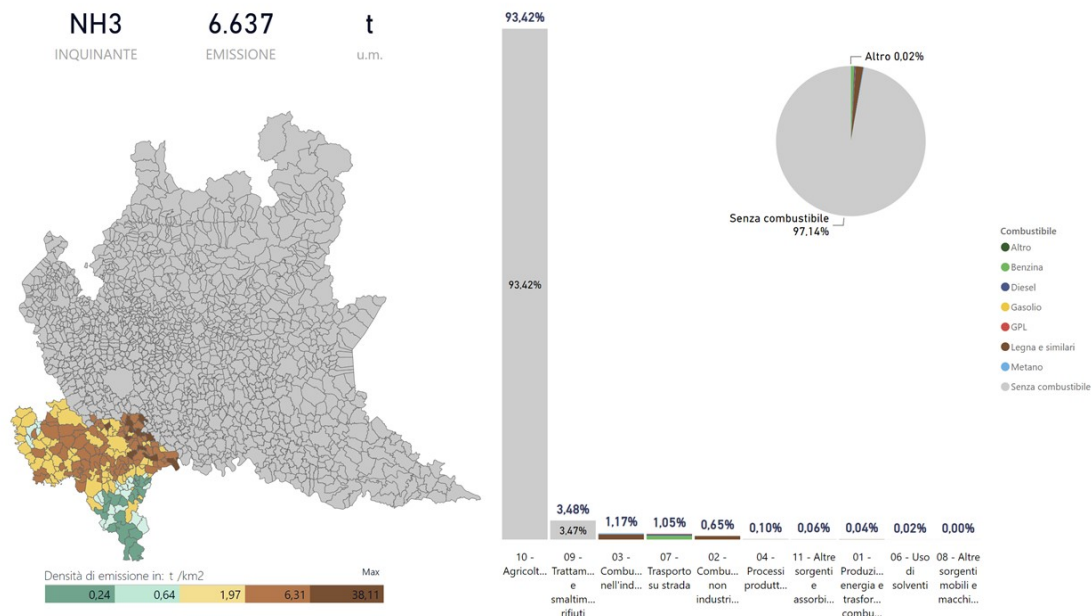 NH3
INQUINANTE
6.637
EMISSIONE
t
u.m.
Densità di emissione in: t /km2
Max
0,24
0,64
1,97
6,31
38,11
93,42%
93,42%
3,48%
3,47%
1,17%
1,05%
0,65%
0,10%
0,06%
0,04%
0,02%
0,00%
10 -
Agricolt...
09 -
Trattam...
e
smaltim...
rifiuti
03 -
Combu...
nell'ind...
07 -
Trasporto
su strada
02 -
Combu...
non
industri...
04 -
Processi
produtt...
11 - Altre
sorgenti
e
assorbi...
01 -
Produzi...
energia e
trasfor...
combu...
06 - Uso
di
solventi
08 - Altre
sorgenti
mobili e
macchi...
Altro 0,02%
Senza combustibile
97,14%
Combustibile
Altro
Benzina
Diesel
Gasolio
GPL
Legna e similari
Metano
Senza combustibile